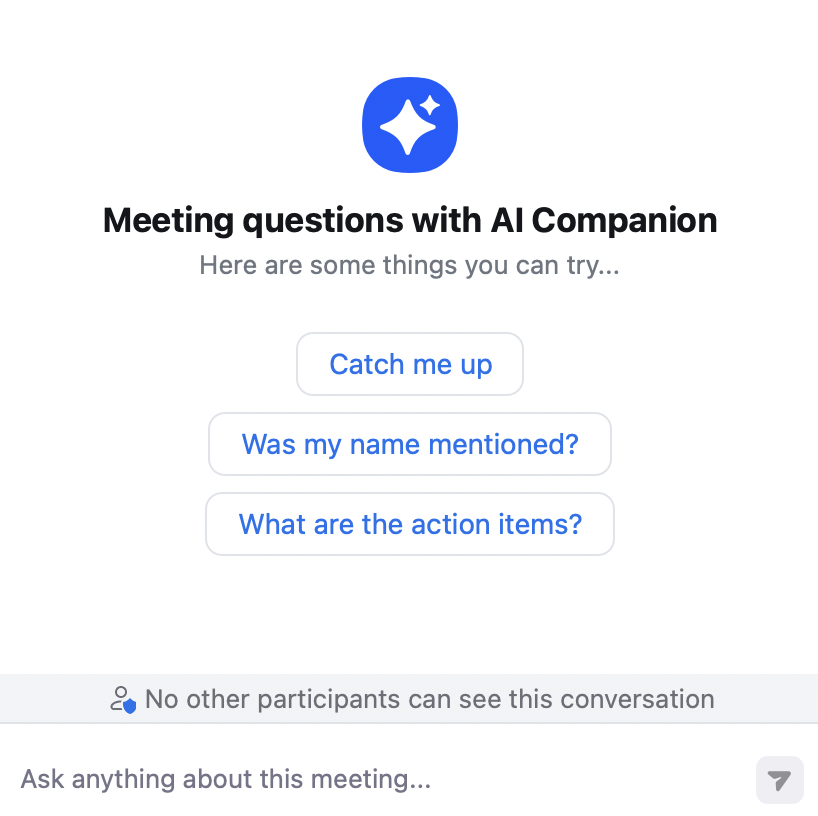 Meeting questions with AI Companion
Here are some things you can try...
Catch me up
Was my name mentioned?
What are the action items?
No other participants can see this conversation
Ask anything about this meeting...